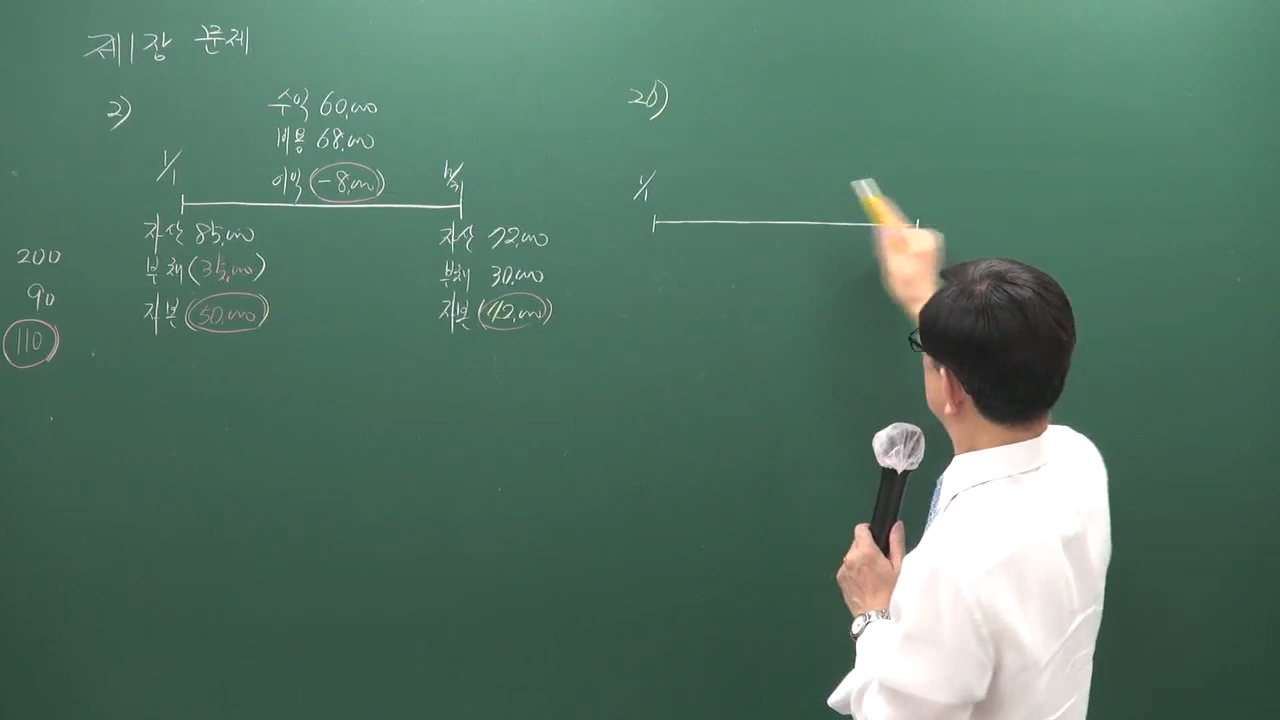 제1장 문제
2)
수익 60,000
비용 68,000
이익 -8,000
1/1
12/31
자산 85,000
부채 (35,000)
자본 (50,000)
자산 72,000
부채 30,000
자본 (42,000)
200
90
110
1/1